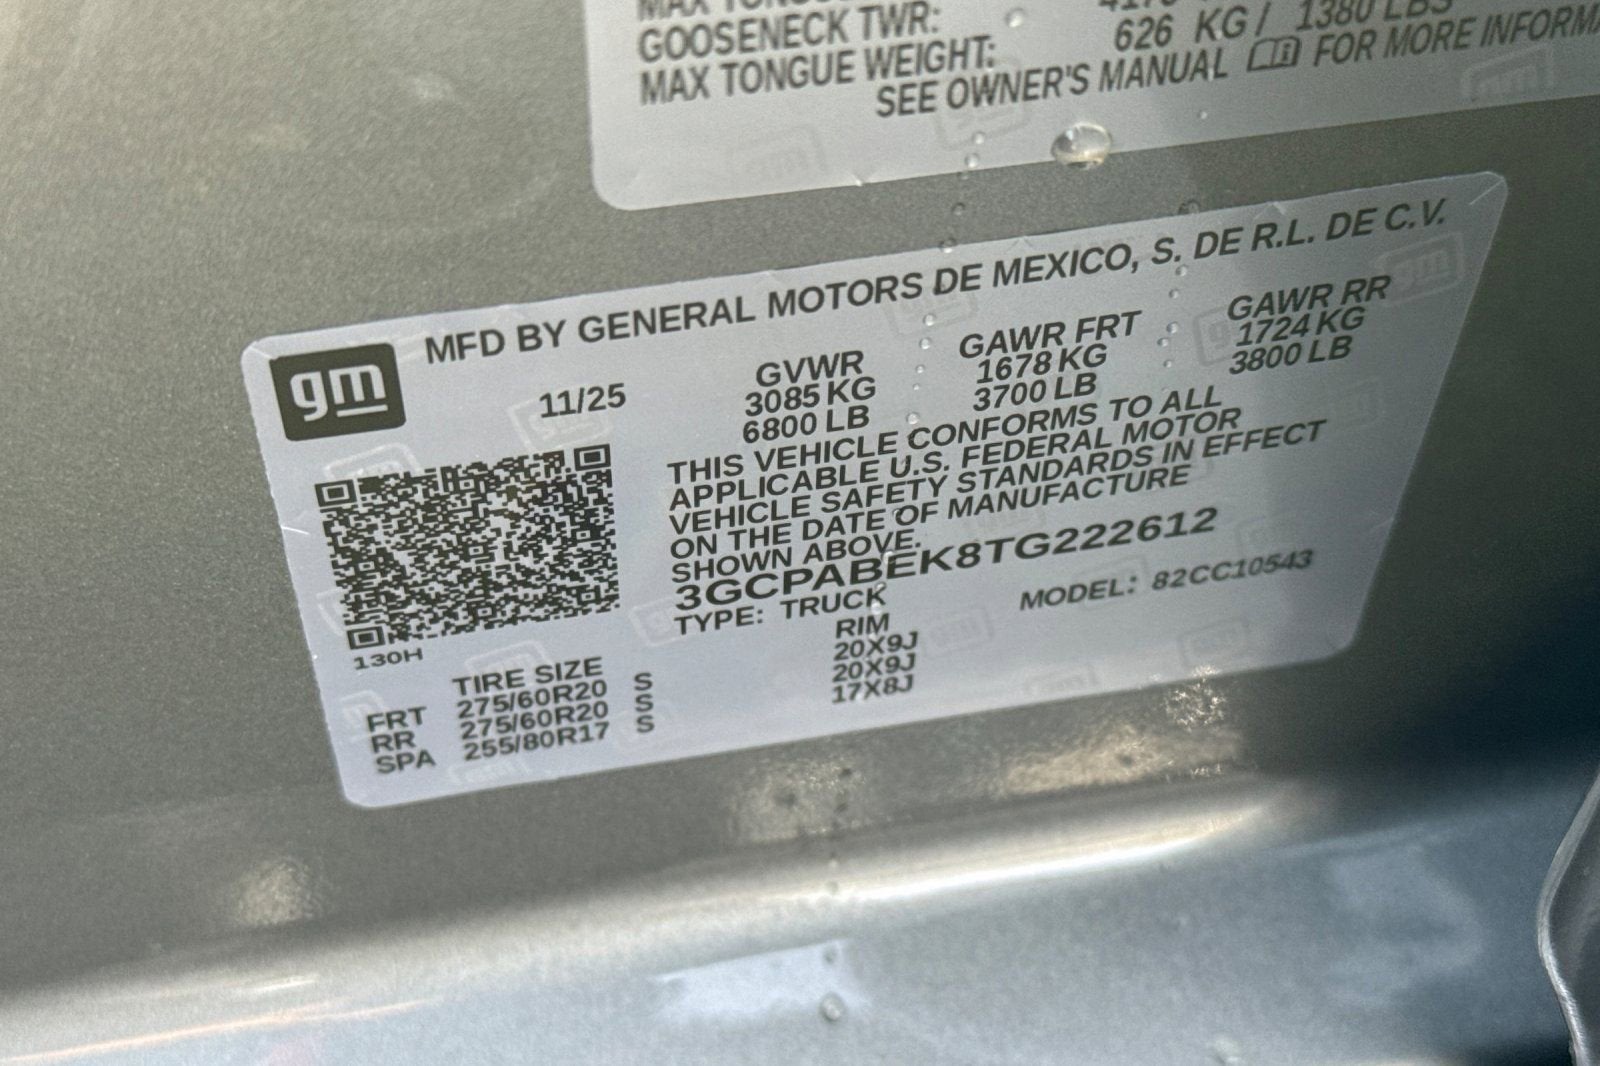 GOOSENECK TWR:
626 KG / 1380 LBS
MAX TONGUE WEIGHT:
SEE OWNER'S MANUAL FOR MORE
gm
MFD BY GENERAL MOTORS DE MEXICO, S. DE R.L. DE C.V.
11/25
GVWR GAWR FRT GAWR RR
3085 KG 1678 KG 1724 KG
6800 LB 3700 LB 3800 LB
THIS VEHICLE CONFORMS TO ALL
APPLICABLE U.S. FEDERAL MOTOR
VEHICLE SAFETY STANDARDS IN EFFECT
ON THE DATE OF MANUFACTURE
SHOWN ABOVE.
3GCPABEK8TG222612
TYPE: TRUCK MODEL: 82CC10543
130H
TIRE SIZE RIM
FRT 275/60R20 S 20X9J
RR 275/60R20 S 20X9J
SPA 255/80R17 S 17X8J